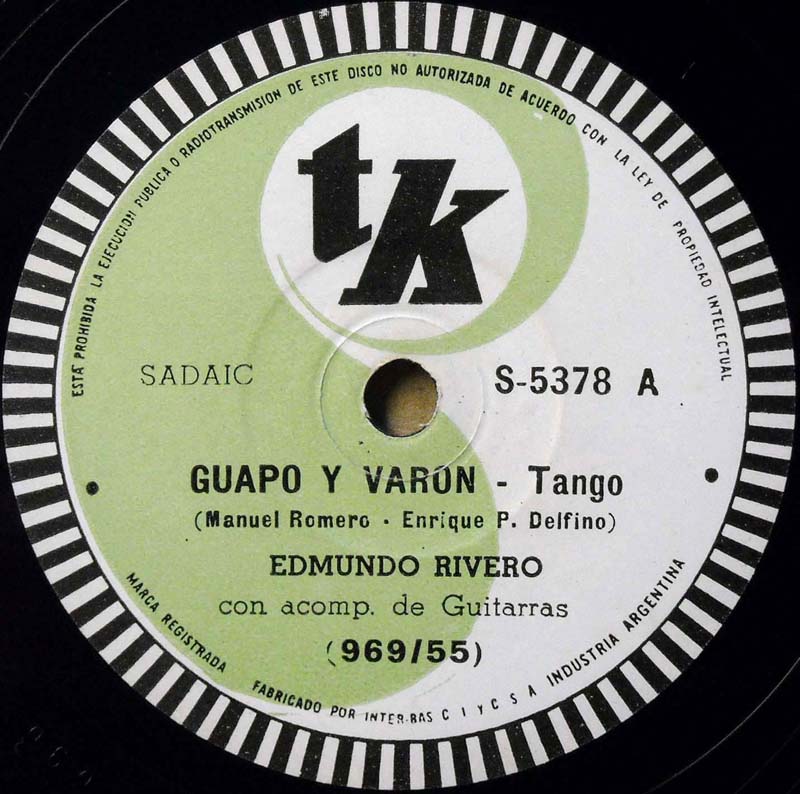 ESTA PROHIBIDA LA EJECUCION PUBLICA O RADIOTRANSMISION DE ESTE DISCO NO AUTORIZADA DE ACUERDO CON LA LEY DE PROPIEDAD INTELECTUAL
tk
SADAIC
S-5378 A
GUAPO Y VARON - Tango
(Manuel Romero - Enrique P. Delfino)
EDMUNDO RIVERO
con acomp. de Guitarras
(969/55)
MARCA REGISTRADA
FABRICADO POR INTER-BAS C I Y C S A INDUSTRIA ARGENTINA